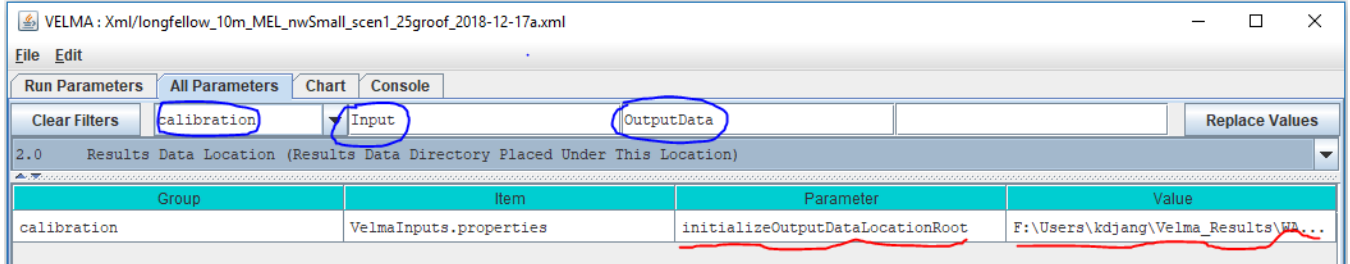 VELMA : Xml/longfellow_10m_MEL_nwSmall_scen1_25groof_2018-12-17a.xml
File Edit
Run Parameters All Parameters Chart Console
Clear Filters calibration Input OutputData Replace Values
2.0 Results Data Location (Results Data Directory Placed Under This Location)
Group Item Parameter Value
calibration VelmaInputs.properties initializeOutputDataLocationRoot F:\Users\kdjang\Velma_Results\WA...